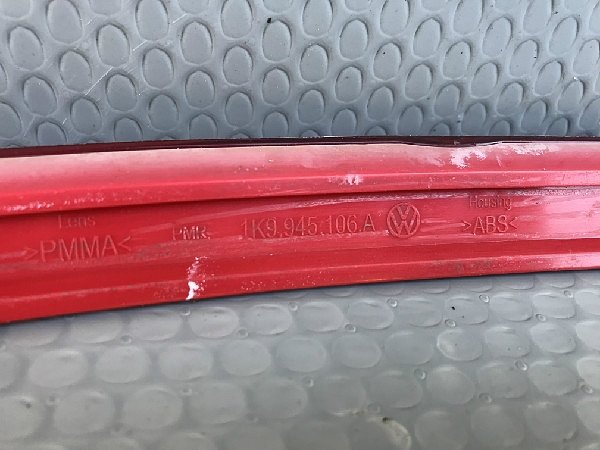 Lens
>PMMA<
PMR
1K9.945.106.A
Housing
>ABS<